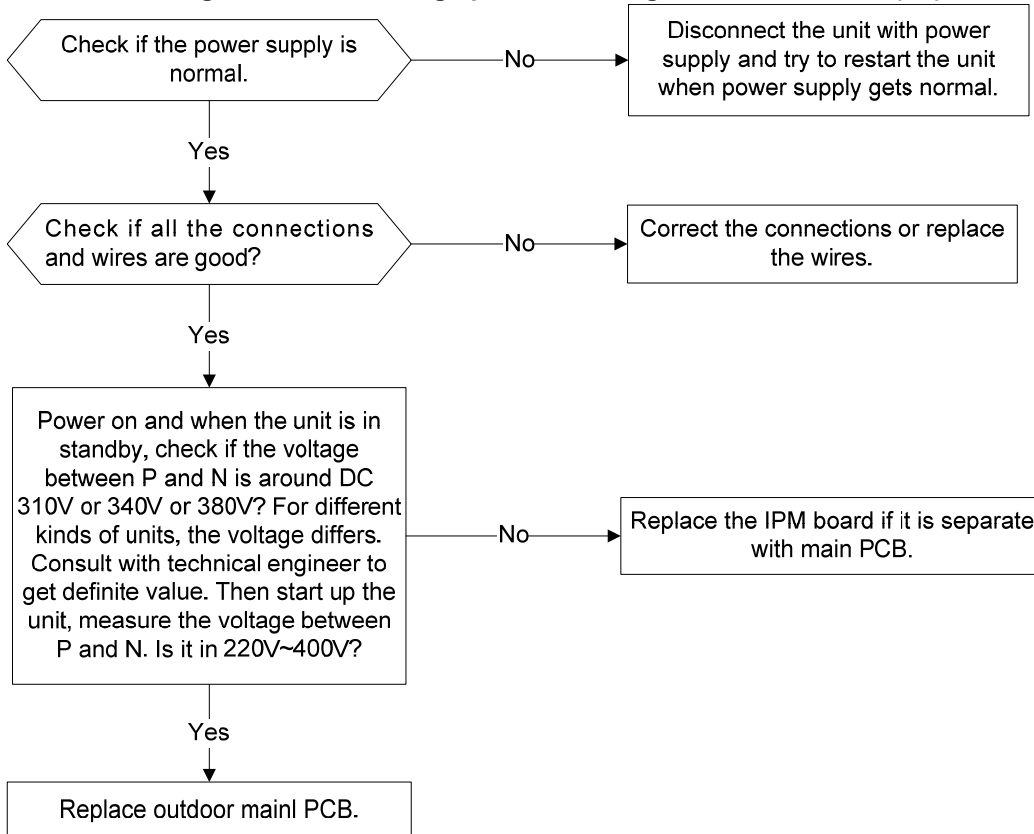 Check if the power supply is
normal.
No
Disconnect the unit with power
supply and try to restart the unit
when power supply gets normal.
Yes
Check if all the connections
and wires are good?
No
Correct the connections or replace
the wires.
Yes
Power on and when the unit is in
standby, check if the voltage
between P and N is around DC
310V or 340V or 380V? For different
kinds of units, the voltage differs.
Consult with technical engineer to
get definite value. Then start up the
unit, measure the voltage between
P and N. Is it in 220V~400V?
No
Replace the IPM board if it is separate
with main PCB.
Yes
Replace outdoor mainl PCB.